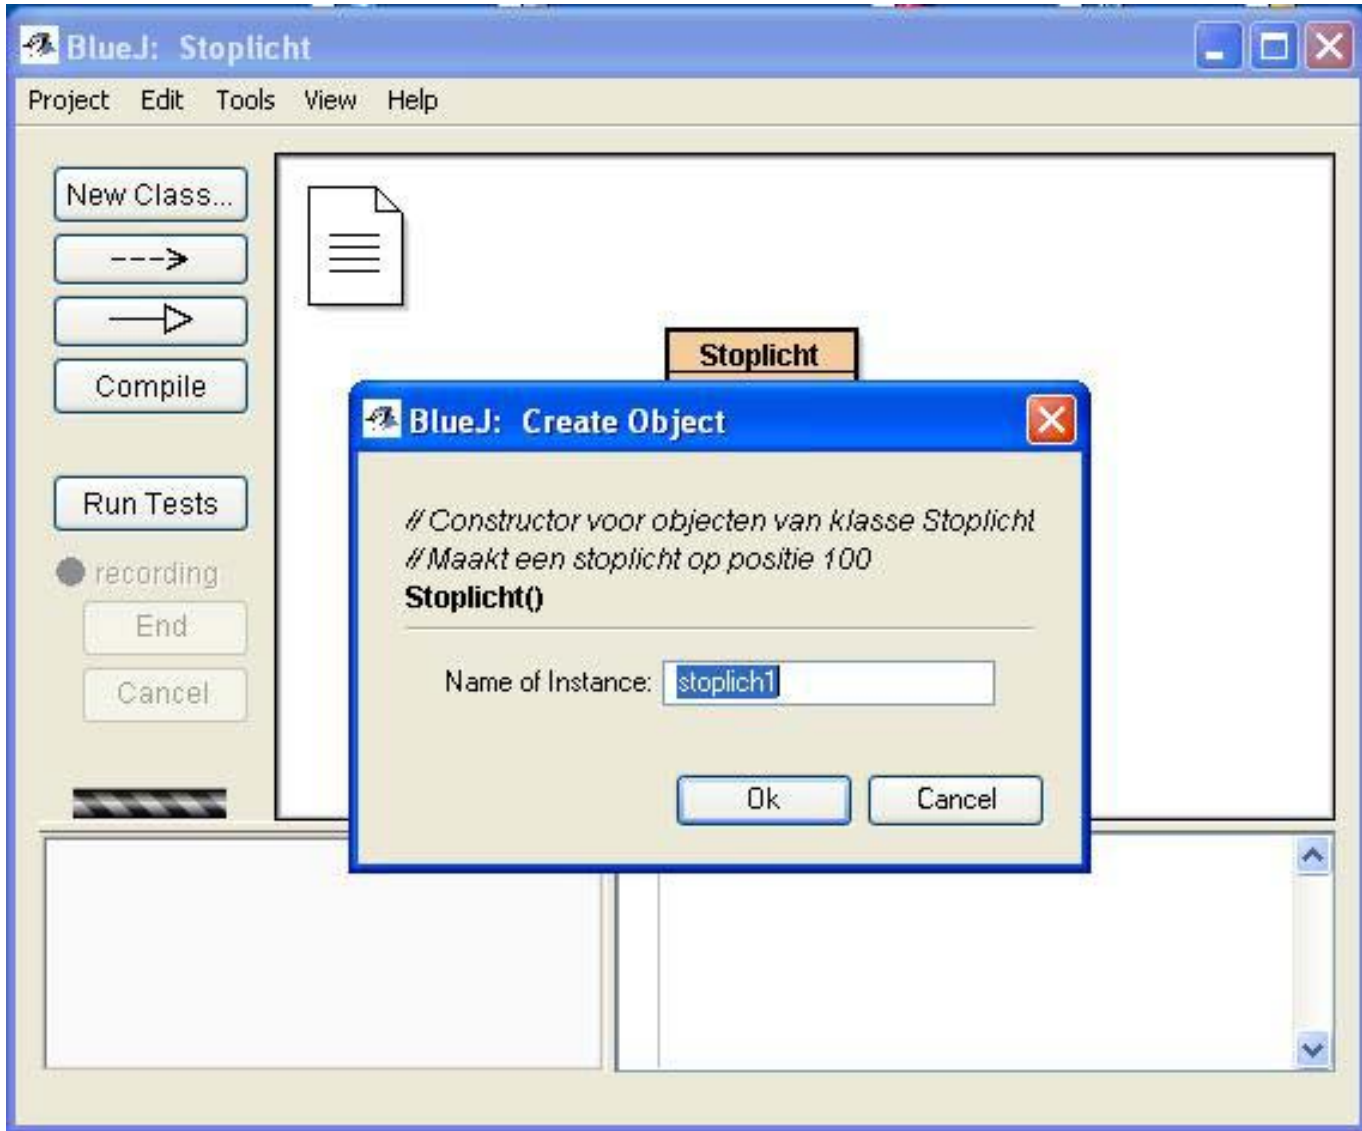 BlueJ: Stoplicht
Project Edit Tools View Help
New Class...
--->
Compile
Run Tests
recording
End
Cancel
Stoplicht
BlueJ: Create Object
// Constructor voor objecten van klasse Stoplicht
// Maakt een stoplicht op positie 100
Stoplicht()
Name of Instance: stoplich1
Ok Cancel